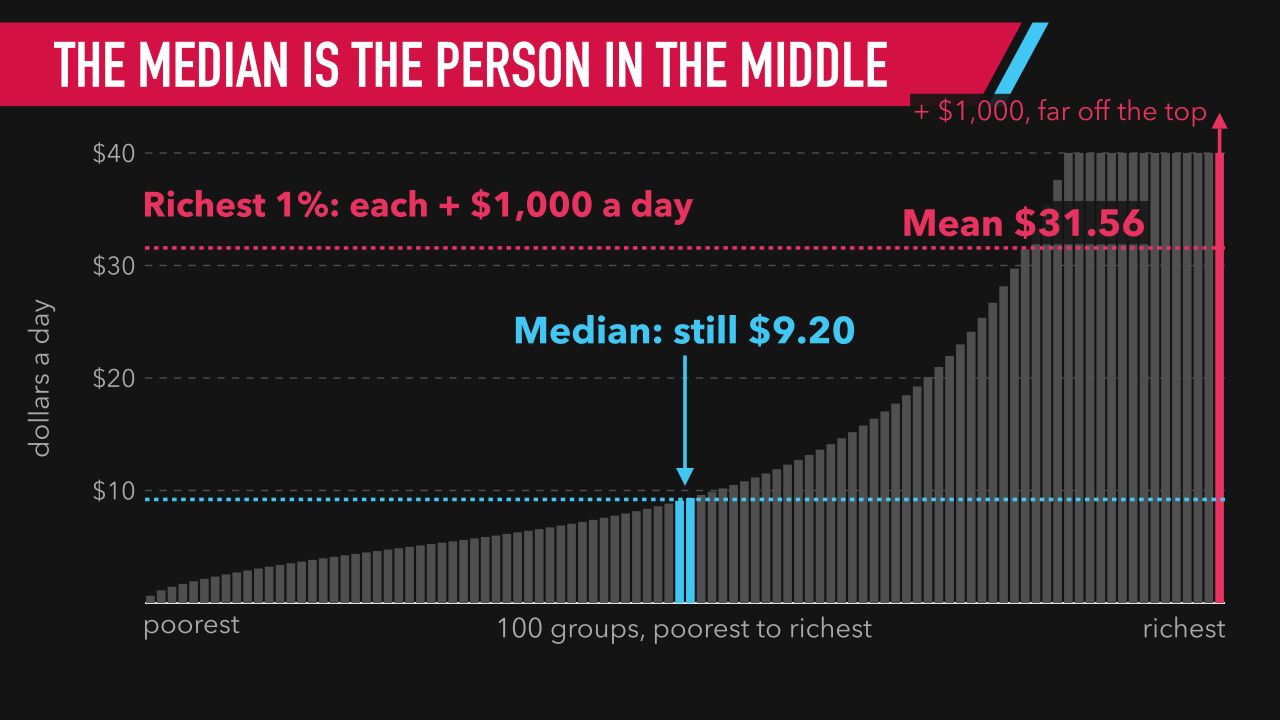 THE MEDIAN IS THE PERSON IN THE MIDDLE
+ $1,000, far off the top
$40
Richest 1%: each + $1,000 a day
Mean $31.56
$30
Median: still $9.20
$20
$10
dollars a day
poorest
100 groups, poorest to richest
richest